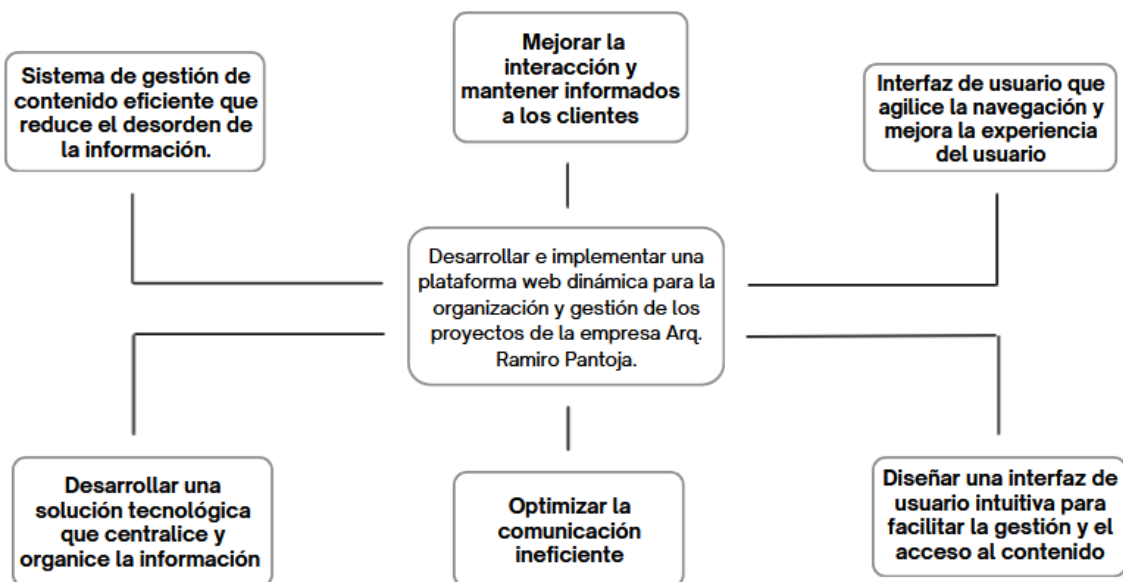 Sistema de gestión de
contenido eficiente que
reduce el desorden de
la información.
Mejorar la
interacción y
mantener informados
a los clientes
Interfaz de usuario que
agilice la navegación y
mejora la experiencia
del usuario
Desarrollar e implementar una
plataforma web dinámica para la
organización y gestión de los
proyectos de la empresa Arq.
Ramiro Pantoja.
Desarrollar una
solución tecnológica
que centralice y
organice la información
Optimizar la
comunicación
ineficiente
Diseñar una interfaz de
usuario intuitiva para
facilitar la gestión y el
acceso al contenido